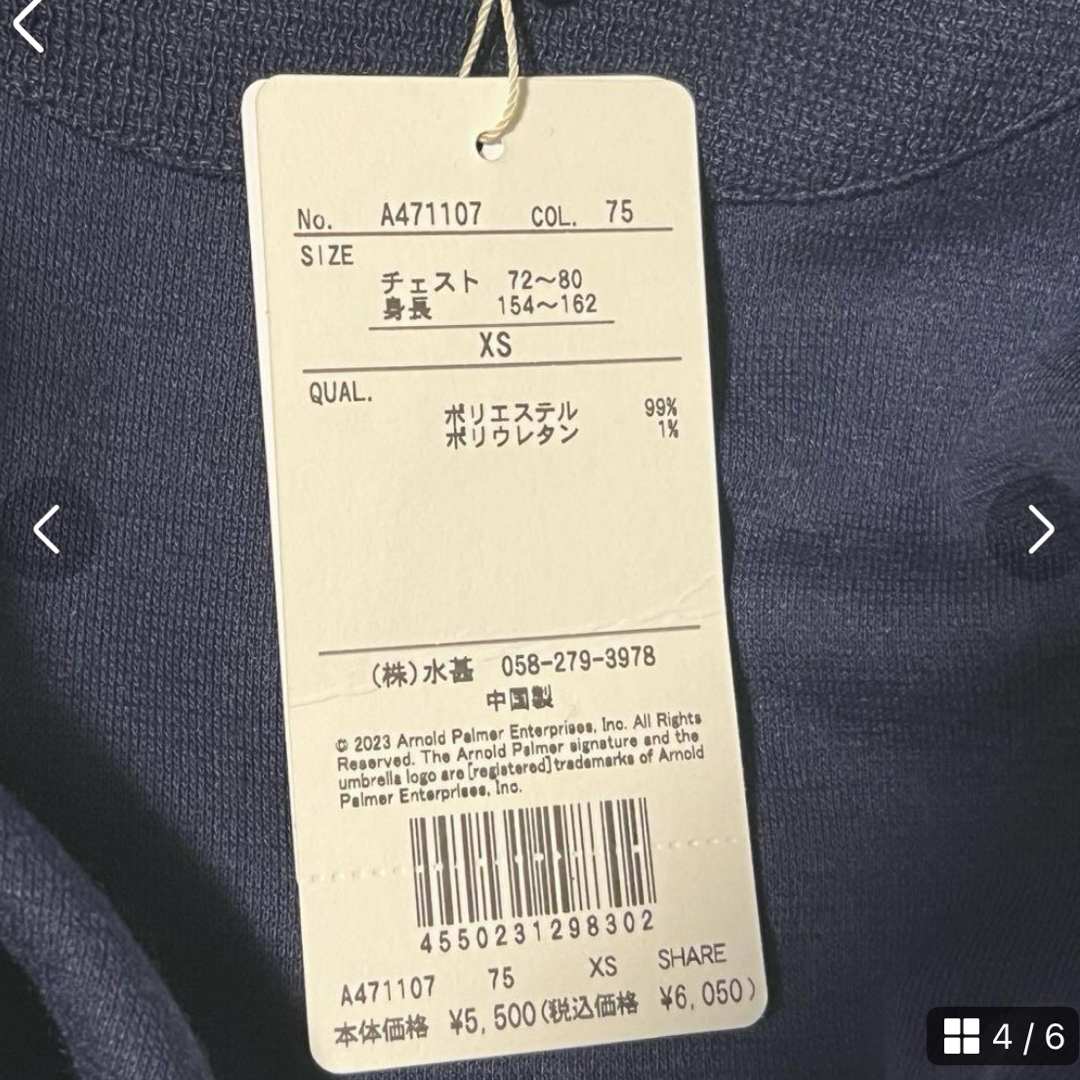 No. A471107 COL. 75
SIZE
チェスト 72〜80
身長 154〜162
XS
QUAL.
ポリエステル 99%
ポリウレタン 1%
(株)水甚 058-279-3978
中国製
© 2023 Arnold Palmer Enterprises, Inc. All Rights
Reserved. The Arnold Palmer signature and the
umbrella logo are [registered] trademarks of Arnold
Palmer Enterprises, Inc.
4550231298302
A471107 75 XS SHARE
本体価格 ¥5,500(税込価格 ¥6,050)
4 / 6